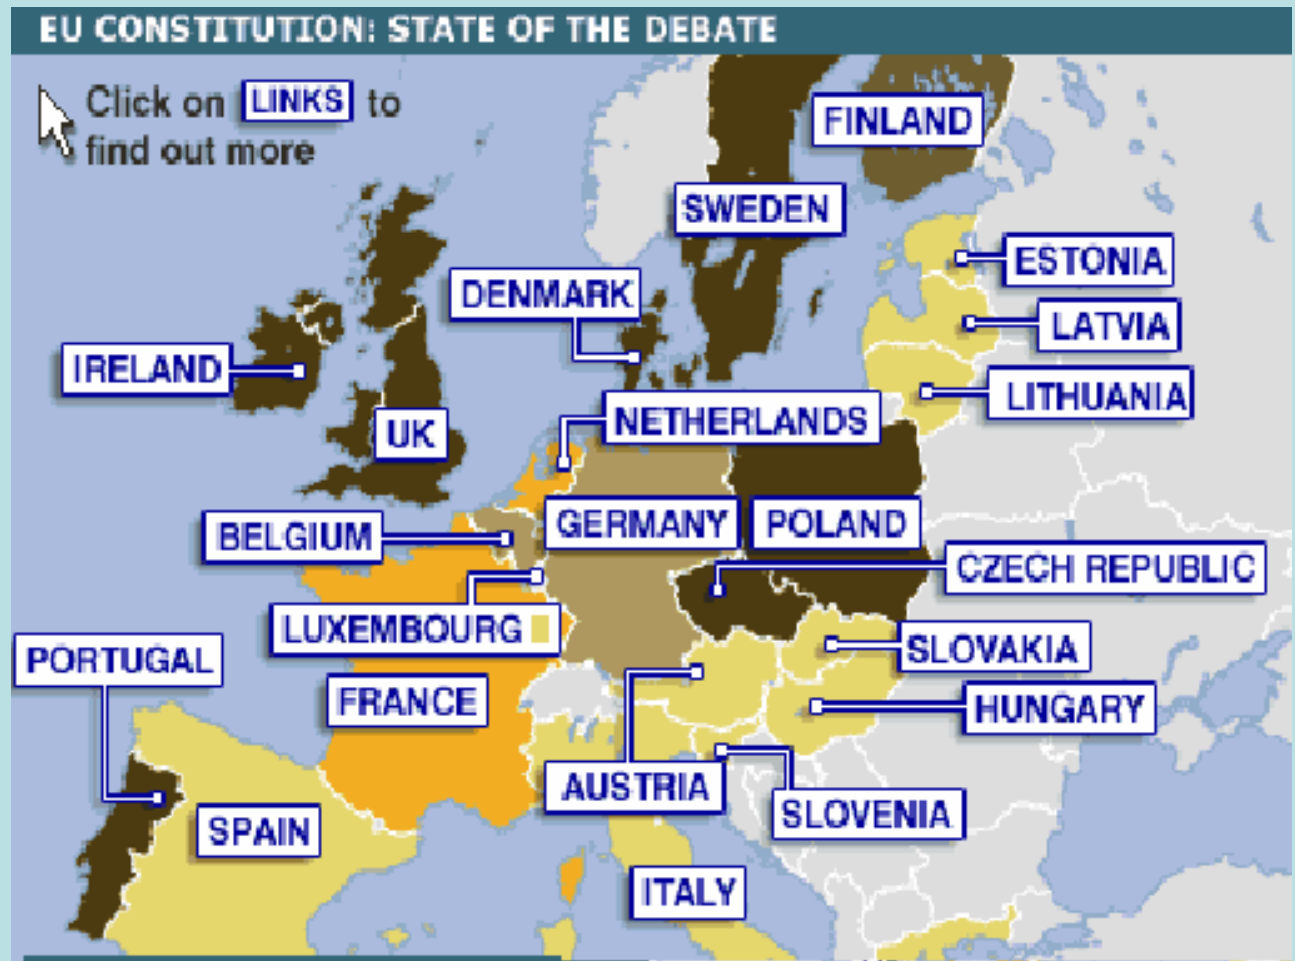 EU CONSTITUTION: STATE OF THE DEBATE
Click on LINKS to
find out more
FINLAND
SWEDEN
ESTONIA
DENMARK
LATVIA
IRELAND
LITHUANIA
NETHERLANDS
UK
GERMANY
POLAND
BELGIUM
CZECH REPUBLIC
LUXEMBOURG
SLOVAKIA
PORTUGAL
FRANCE
HUNGARY
AUSTRIA
SLOVENIA
SPAIN
ITALY